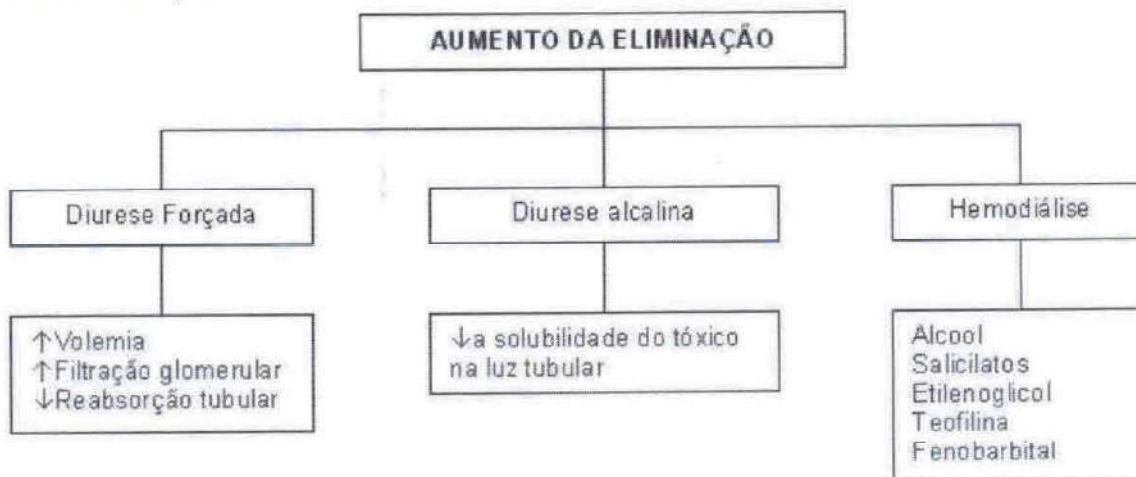 AUMENTO DA ELIMINAÇÃO
Diurese Forçada
Diurese alcalina
Hemodiálise
↑Volemia
↑Filtração glomerular
↓Reabsorção tubular
↓a solubilidade do tóxico
na luz tubular
Alcool
Salicilatos
Etilenoglicol
Teofilina
Fenobarbital